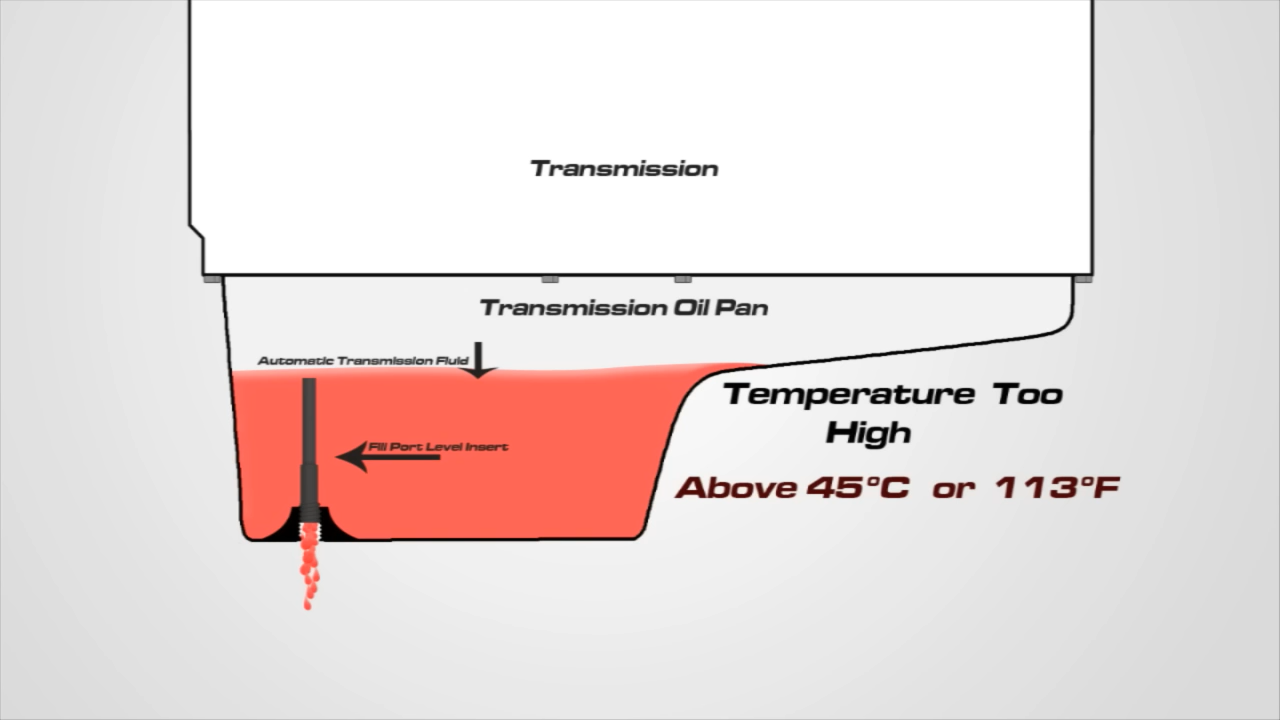 Transmission
Transmission Oil Pan
Automatic Transmission Fluid
Temperature Too
High
Fill Port Level Insert
Above 45°C or 113°F